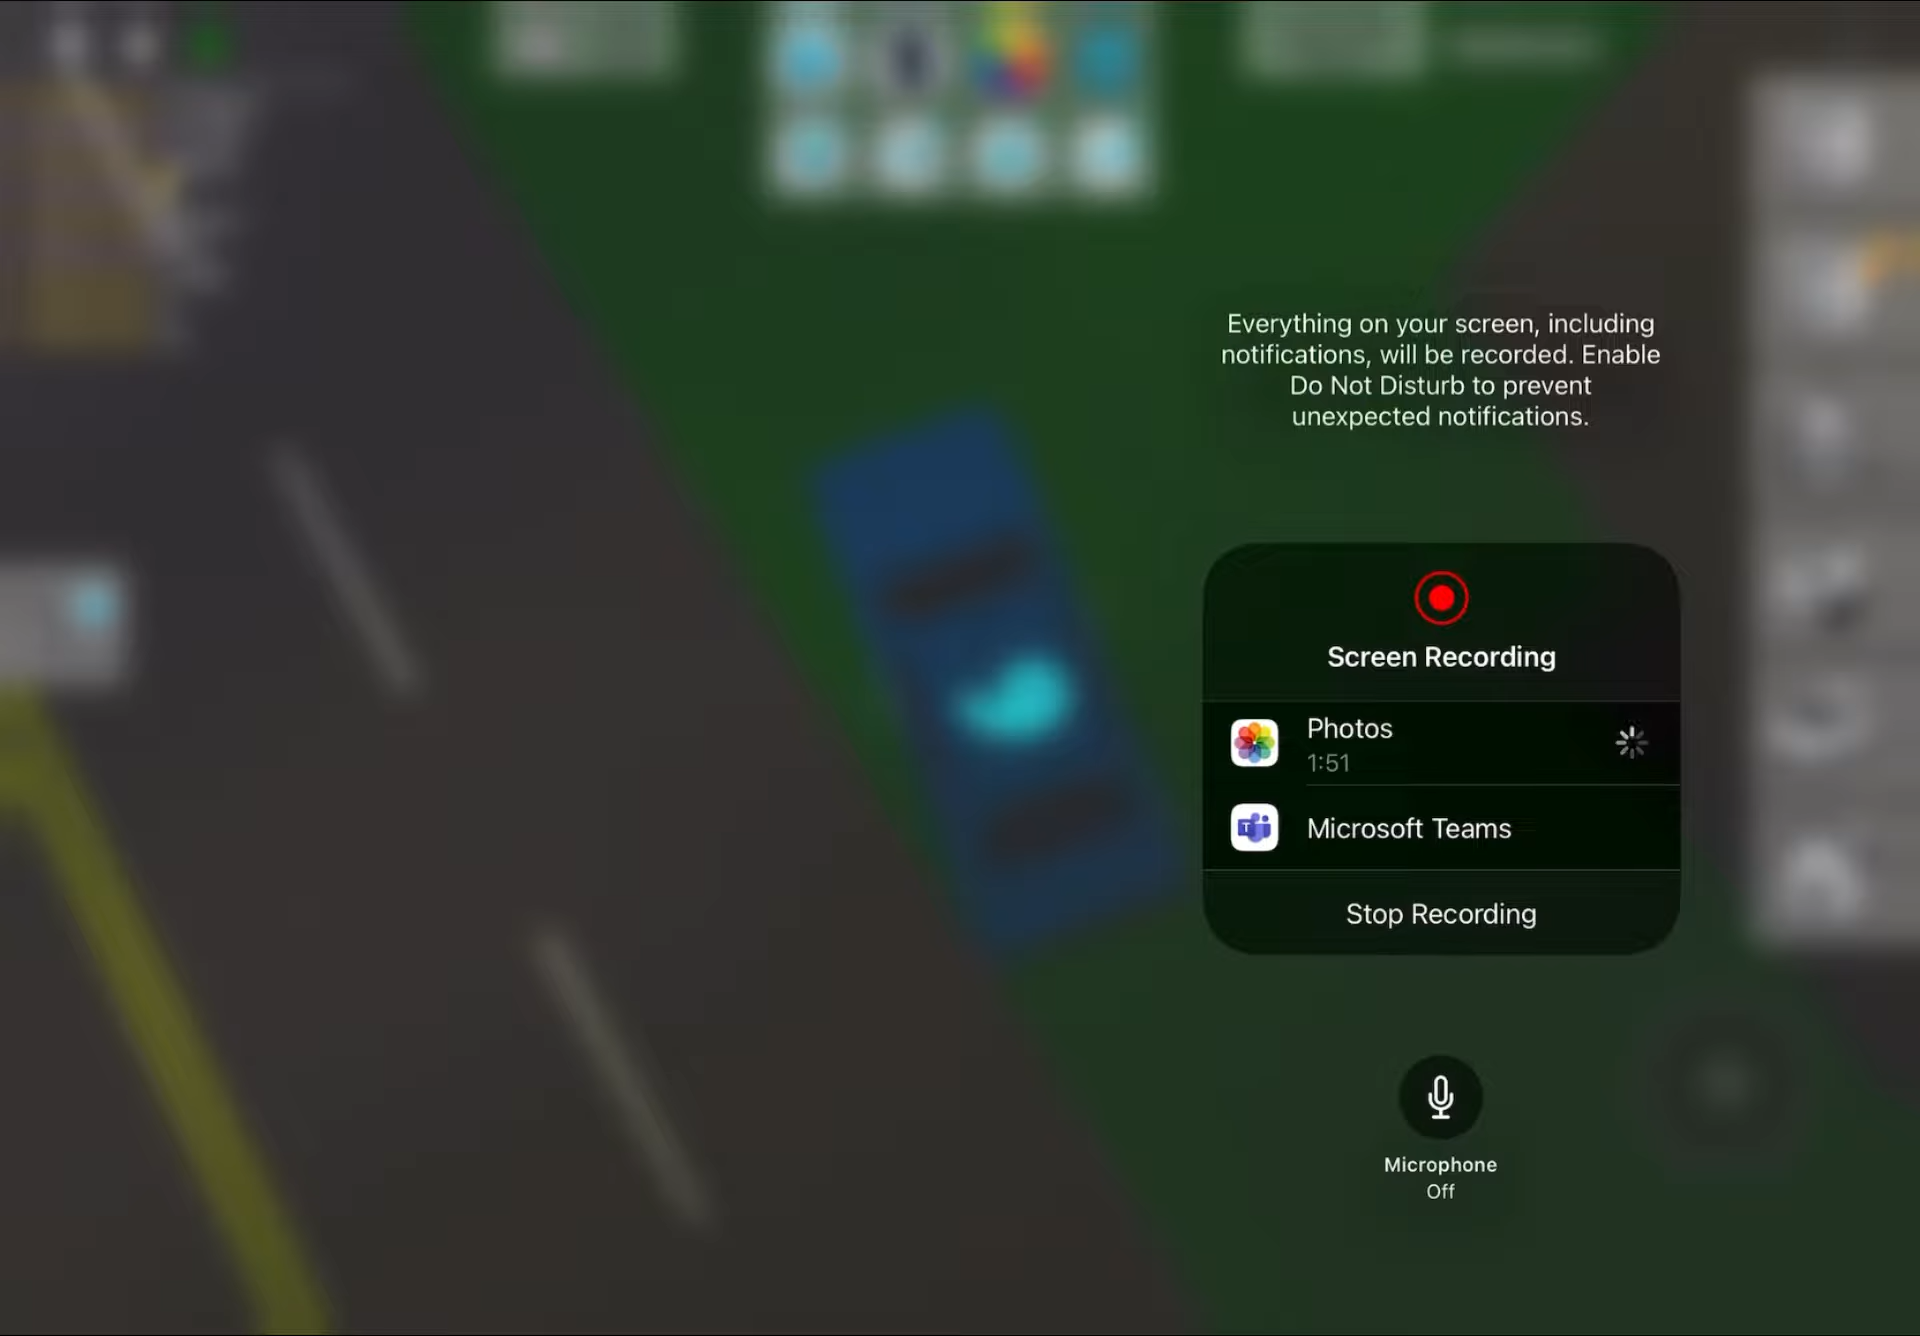 Everything on your screen, including
notifications, will be recorded. Enable
Do Not Disturb to prevent
unexpected notifications.
Screen Recording
Photos
1:51
Microsoft Teams
Stop Recording
Microphone
Off